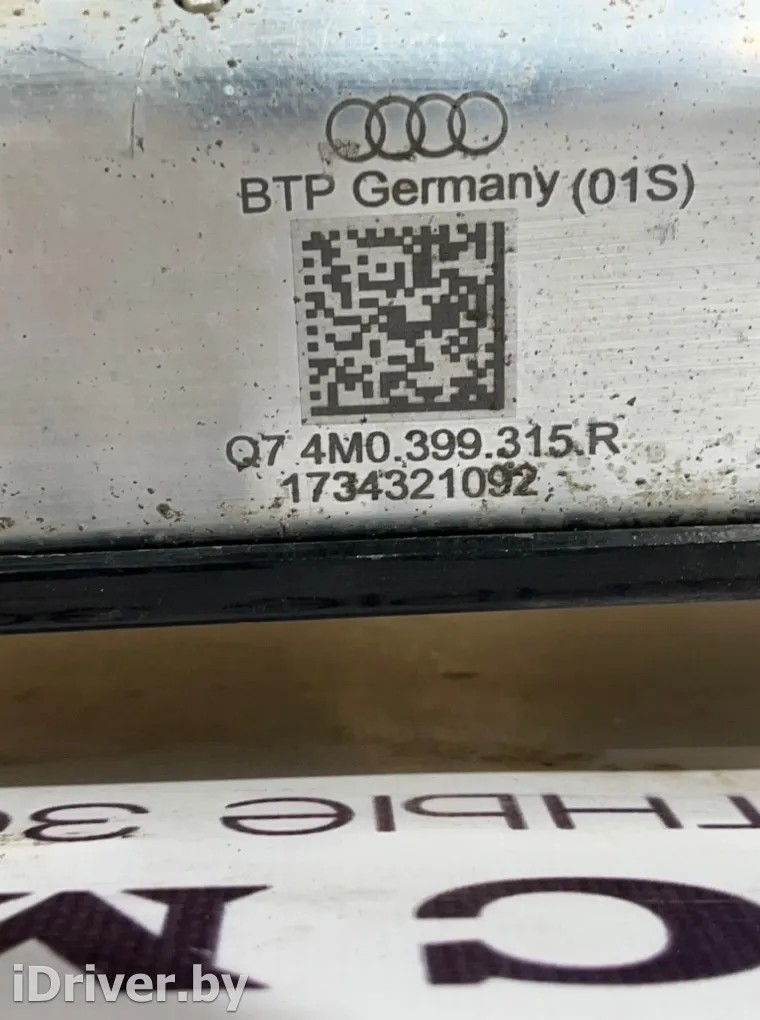 BTP Germany (01S)
Q7 4M0.399.315.R
1734321092
iDriver.by